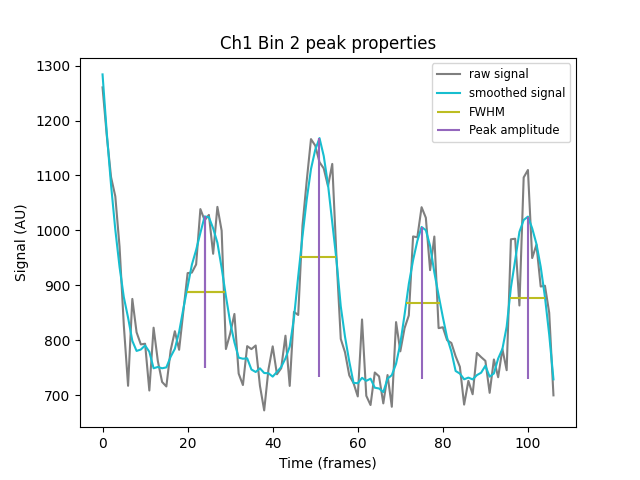 Ch1 Bin 2 peak properties
raw signal
smoothed signal
FWHM
Peak amplitude
Signal (AU)
1300
1200
1100
1000
900
800
700
0 20 40 60 80 100
Time (frames)